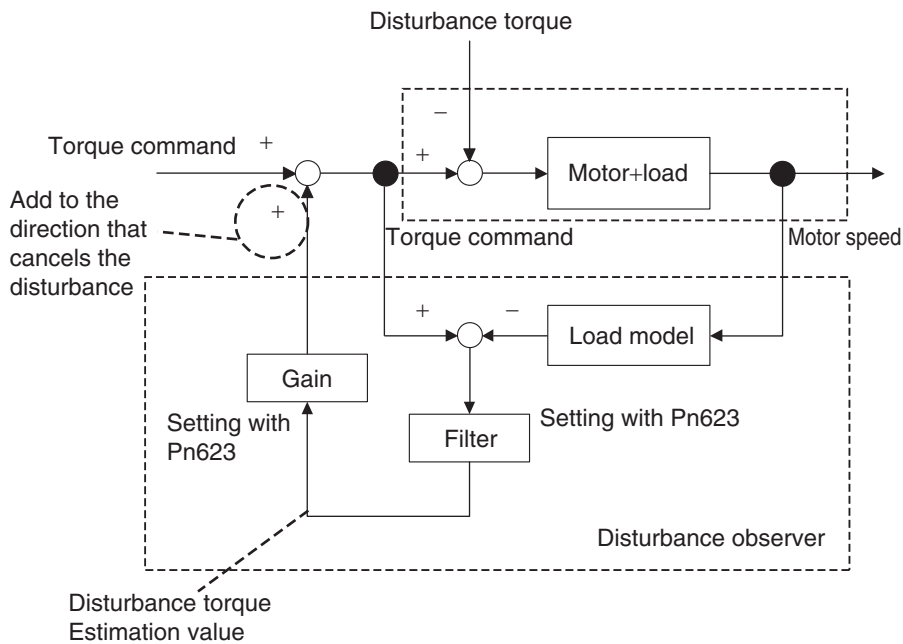 Disturbance torque
−
Torque command
+
+
Motor+load
Add to the
direction that
cancels the
disturbance
+
Torque command
Motor speed
+
−
Load model
Gain
Setting with
Pn623
Filter
Setting with Pn623
Disturbance observer
Disturbance torque
Estimation value